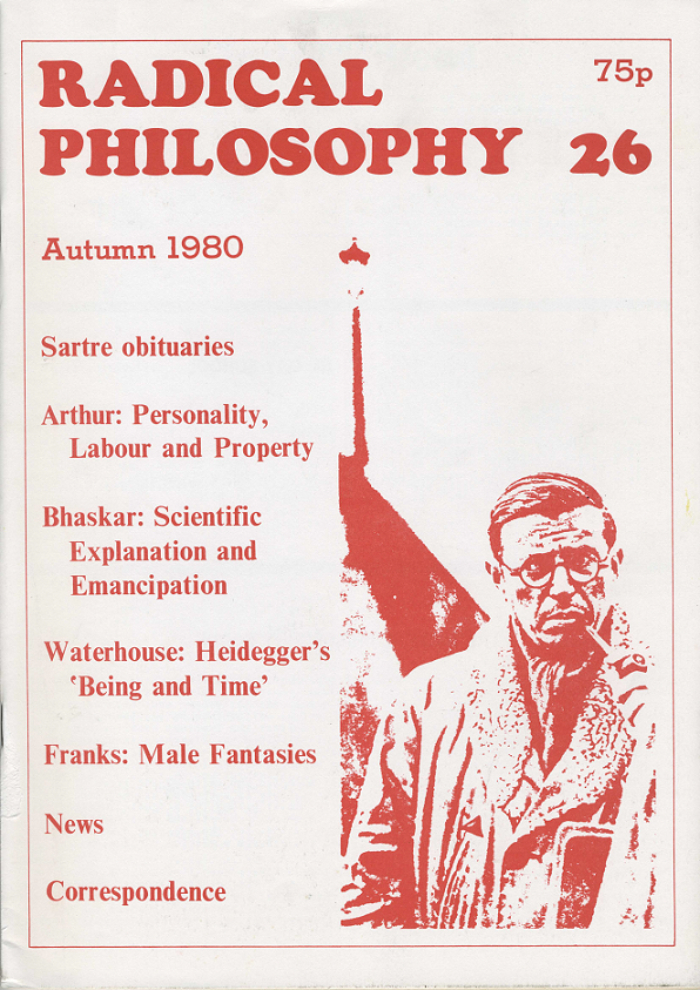 RADICAL
75p
PHILOSOPHY 26
Autumn 1980
Sartre obituaries
Arthur: Personality,
Labour and Property
Bhaskar: Scientific
Explanation and
Emancipation
Waterhouse: Heidegger's
‘Being and Time’
Franks: Male Fantasies
News
Correspondence